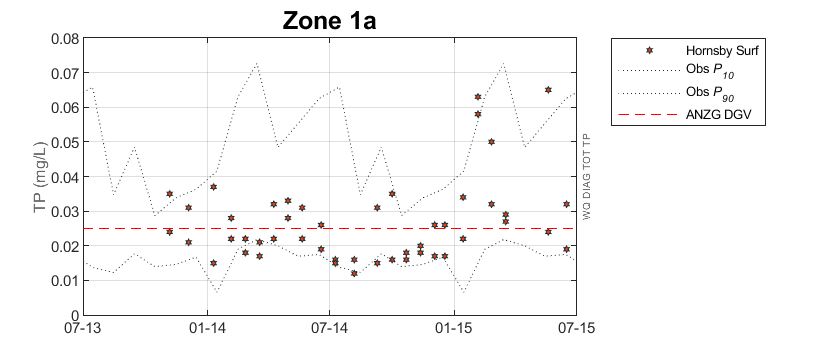 Zone 1a
0.08
0.07
0.06
0.05
0.04
0.03
0.02
0.01
0
TP (mg/L)
07-13
01-14
07-14
01-15
07-15
WQ DIAG TOT TP
Hornsby Surf
Obs P10
Obs P90
ANZG DGV